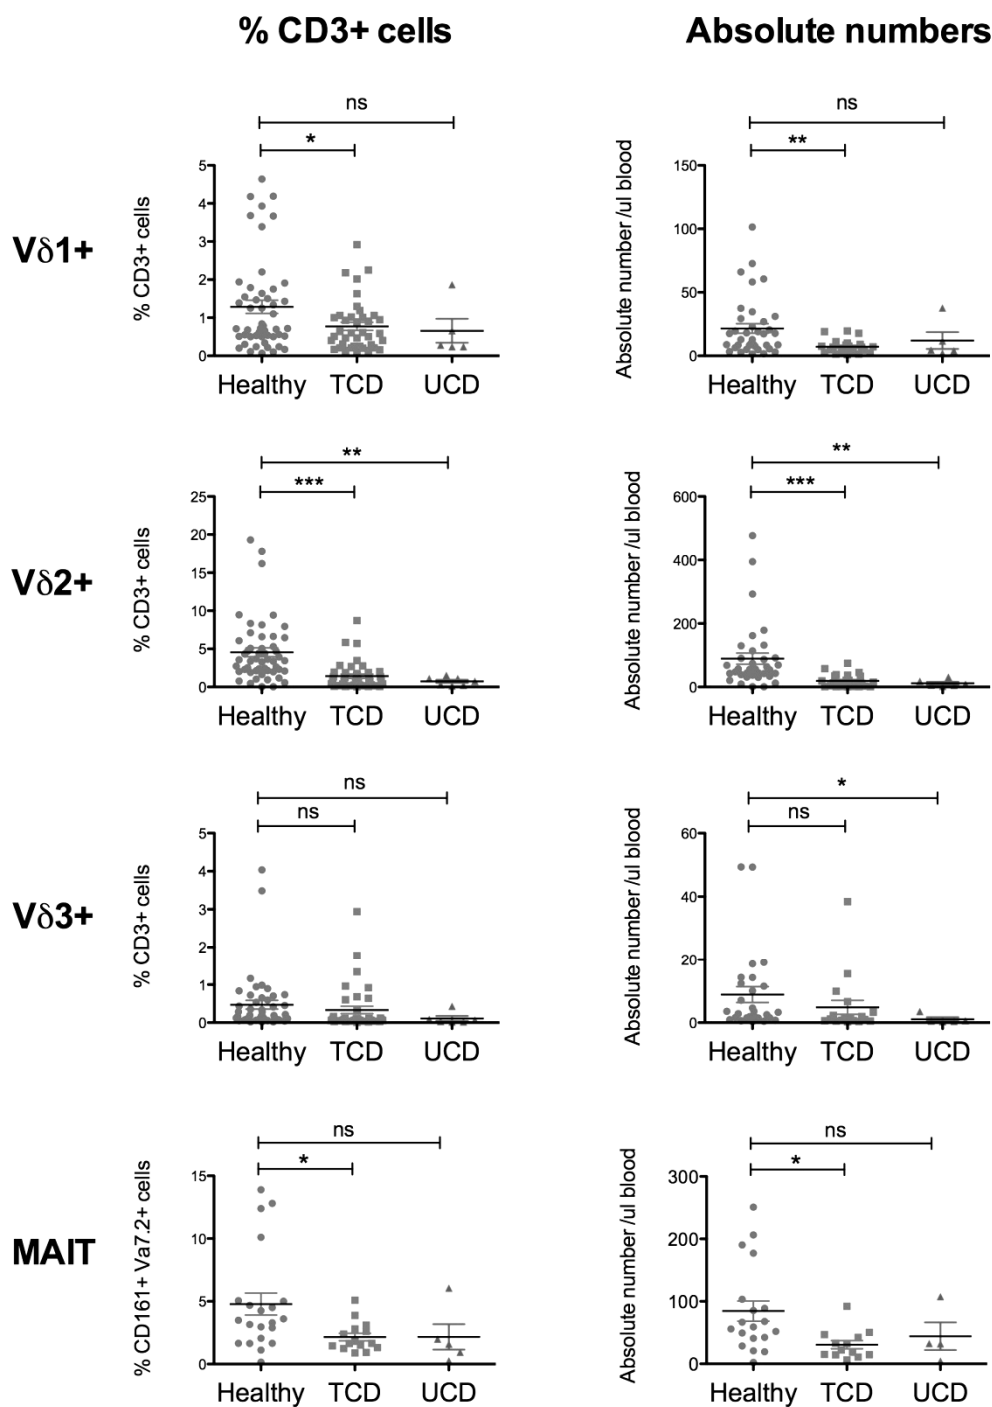 % CD3+ cells
Absolute numbers
Vδ1+
% CD3+ cells
ns
*
5
4
3
2
1
0
Healthy
TCD
UCD
Absolute number /ul blood
ns
**
150
100
50
0
Healthy
TCD
UCD
Vδ2+
% CD3+ cells
**
***
25
20
15
10
5
0
Healthy
TCD
UCD
Absolute number /ul blood
**
***
600
400
200
0
Healthy
TCD
UCD
Vδ3+
% CD3+ cells
ns
ns
5
4
3
2
1
0
Healthy
TCD
UCD
Absolute number /ul blood
*
ns
60
40
20
0
Healthy
TCD
UCD
MAIT
% CD161+ Va7.2+ cells
ns
*
15
10
5
0
Healthy
TCD
UCD
Absolute number /ul blood
ns
*
300
200
100
0
Healthy
TCD
UCD